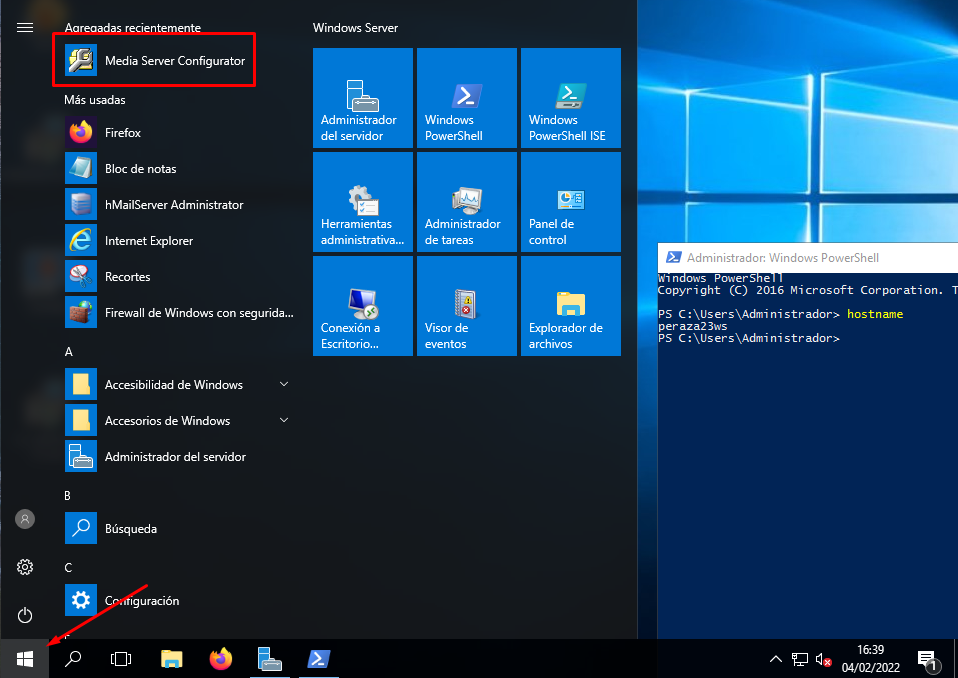 Agregadas recientemente
Media Server Configurator
Más usadas
Firefox
Bloc de notas
hMailServer Administrator
Internet Explorer
Recortes
Firewall de Windows con segurida...
A
Accesibilidad de Windows
Accesorios de Windows
Administrador del servidor
B
Búsqueda
C
Configuración
Windows Server
Administrador
del servidor
Windows
PowerShell
Windows
PowerShell ISE
Herramientas
administrativa...
Administrador
de tareas
Panel de
control
Conexión a
Escritorio...
Visor de
eventos
Explorador de
archivos
Administrador: Windows PowerShell
Windows PowerShell
Copyright (C) 2016 Microsoft Corporation. T
PS C:\Users\Administrador> hostname
peraza23ws
PS C:\Users\Administrador>
16:39
04/02/2022
1